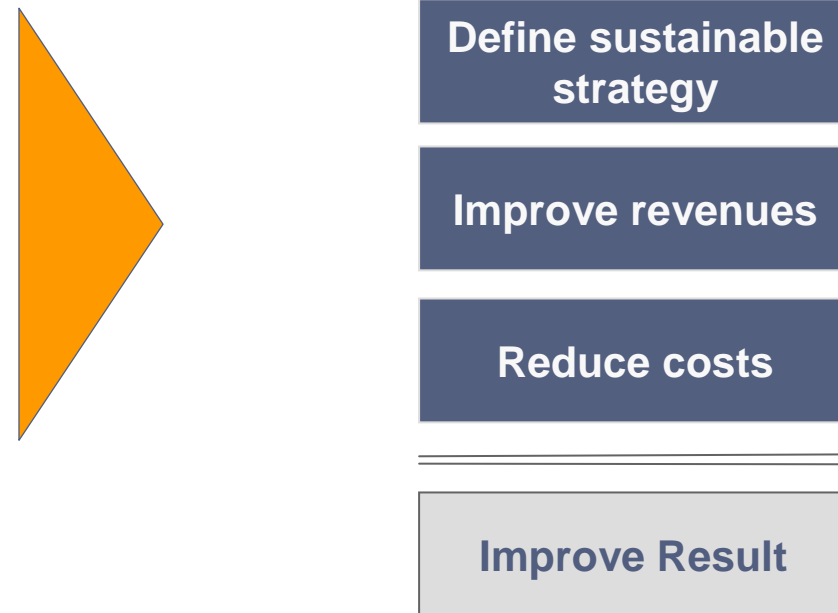 Define sustainable
strategy
Improve revenues
Reduce costs
Improve Result